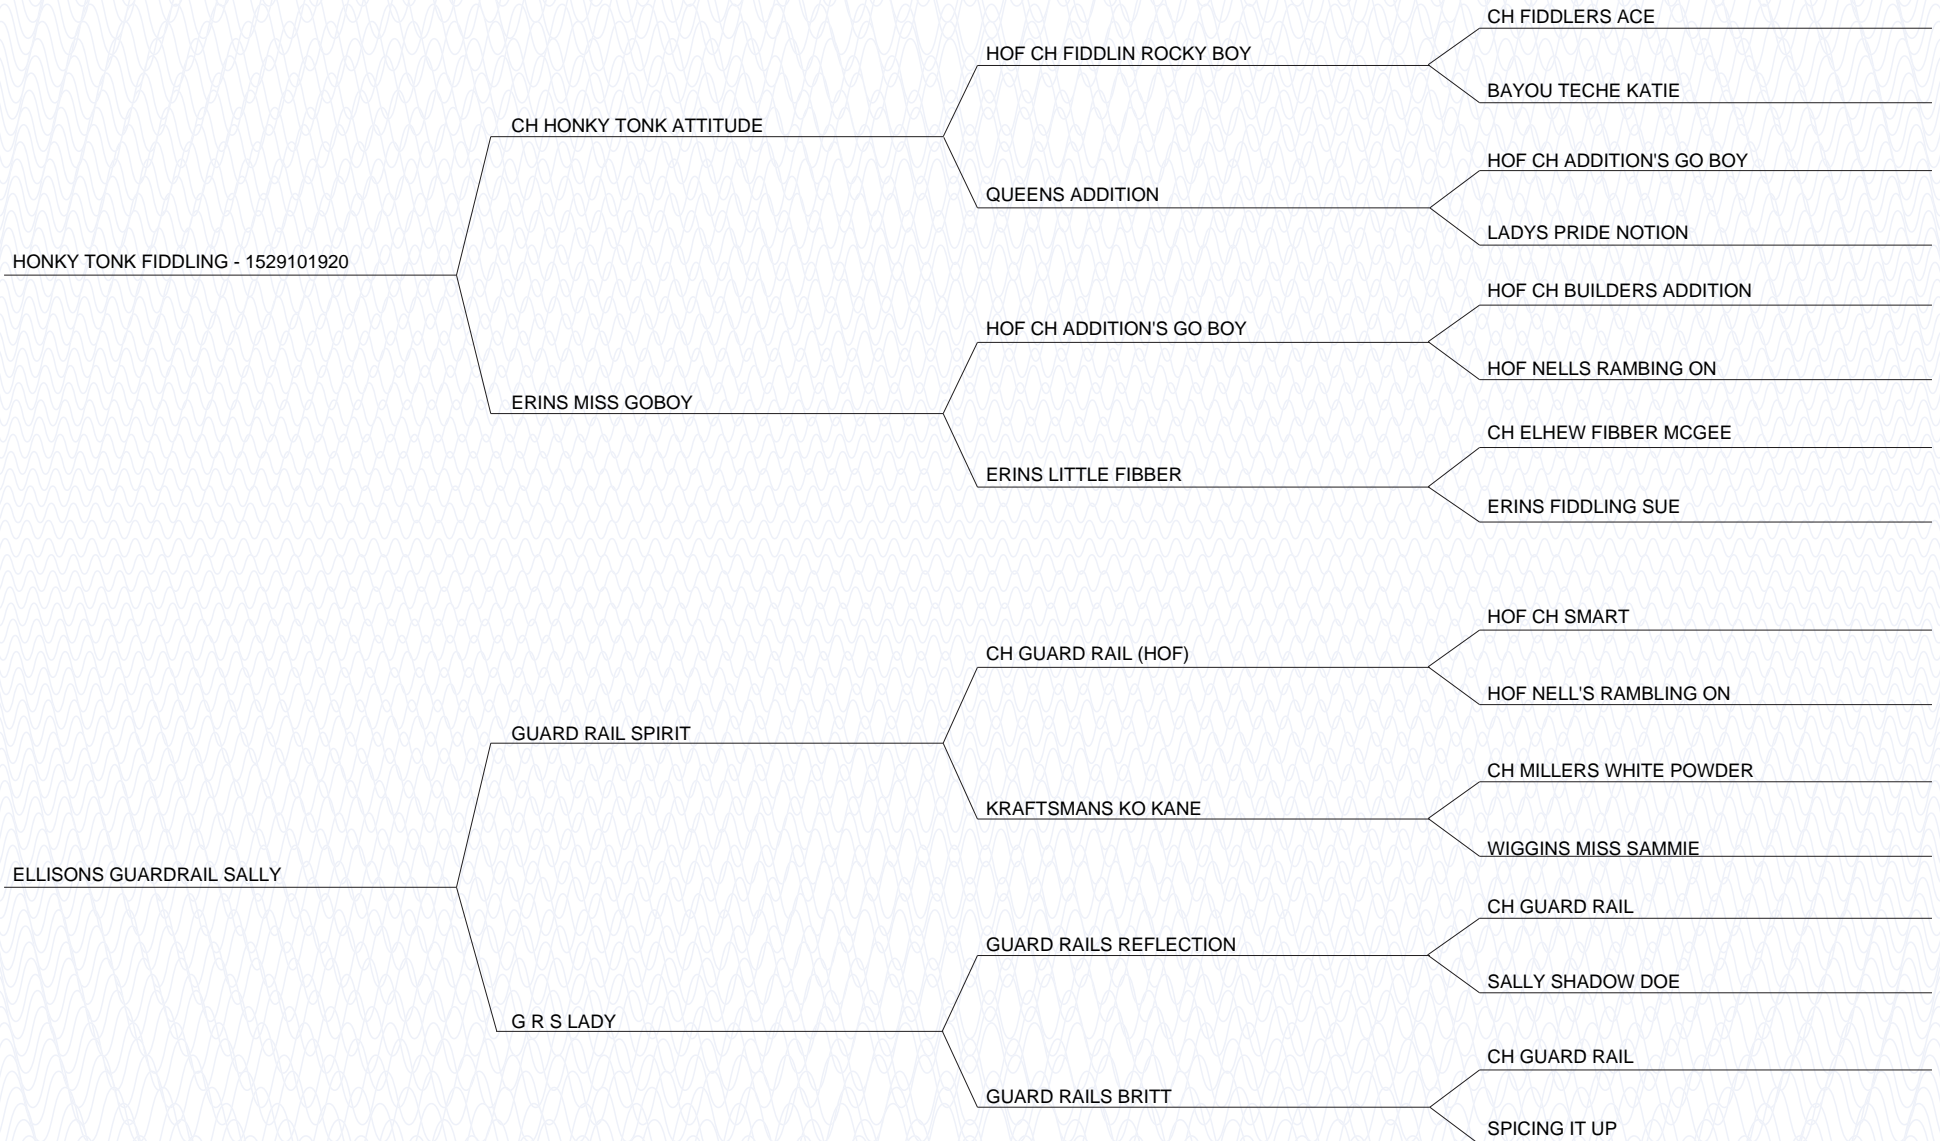 CH FIDDLERS ACE
HOF CH FIDDLIN ROCKY BOY
BAYOU TECHE KATIE
CH HONKY TONK ATTITUDE
HOF CH ADDITION'S GO BOY
QUEENS ADDITION
LADYS PRIDE NOTION
HONKY TONK FIDDLING - 1529101920
HOF CH BUILDERS ADDITION
HOF CH ADDITION'S GO BOY
HOF NELLS RAMBING ON
ERINS MISS GOBOY
CH ELHEW FIBBER MCGEE
ERINS LITTLE FIBBER
ERINS FIDDLING SUE
HOF CH SMART
CH GUARD RAIL (HOF)
HOF NELL'S RAMBLING ON
GUARD RAIL SPIRIT
CH MILLERS WHITE POWDER
KRAFTSMANS KO KANE
WIGGINS MISS SAMMIE
ELLISONS GUARDRAIL SALLY
CH GUARD RAIL
GUARD RAILS REFLECTION
SALLY SHADOW DOE
G R S LADY
CH GUARD RAIL
GUARD RAILS BRITT
SPICING IT UP